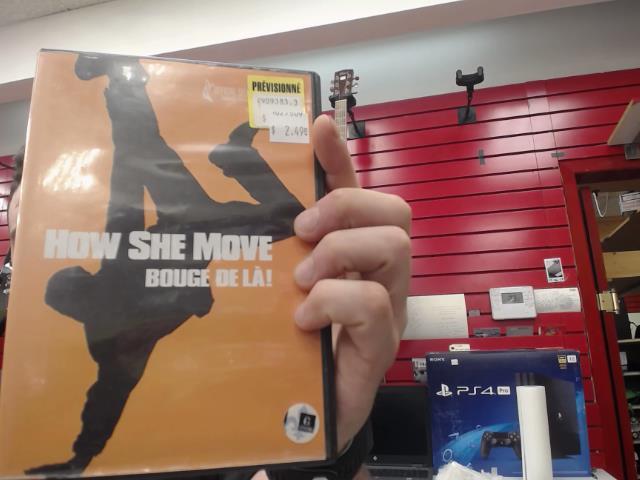 PRÉVISIONNÉ
$ 2.49
HOW SHE MOVE
BOUGE DE LÀ!
G
SONY
PS4 Pro